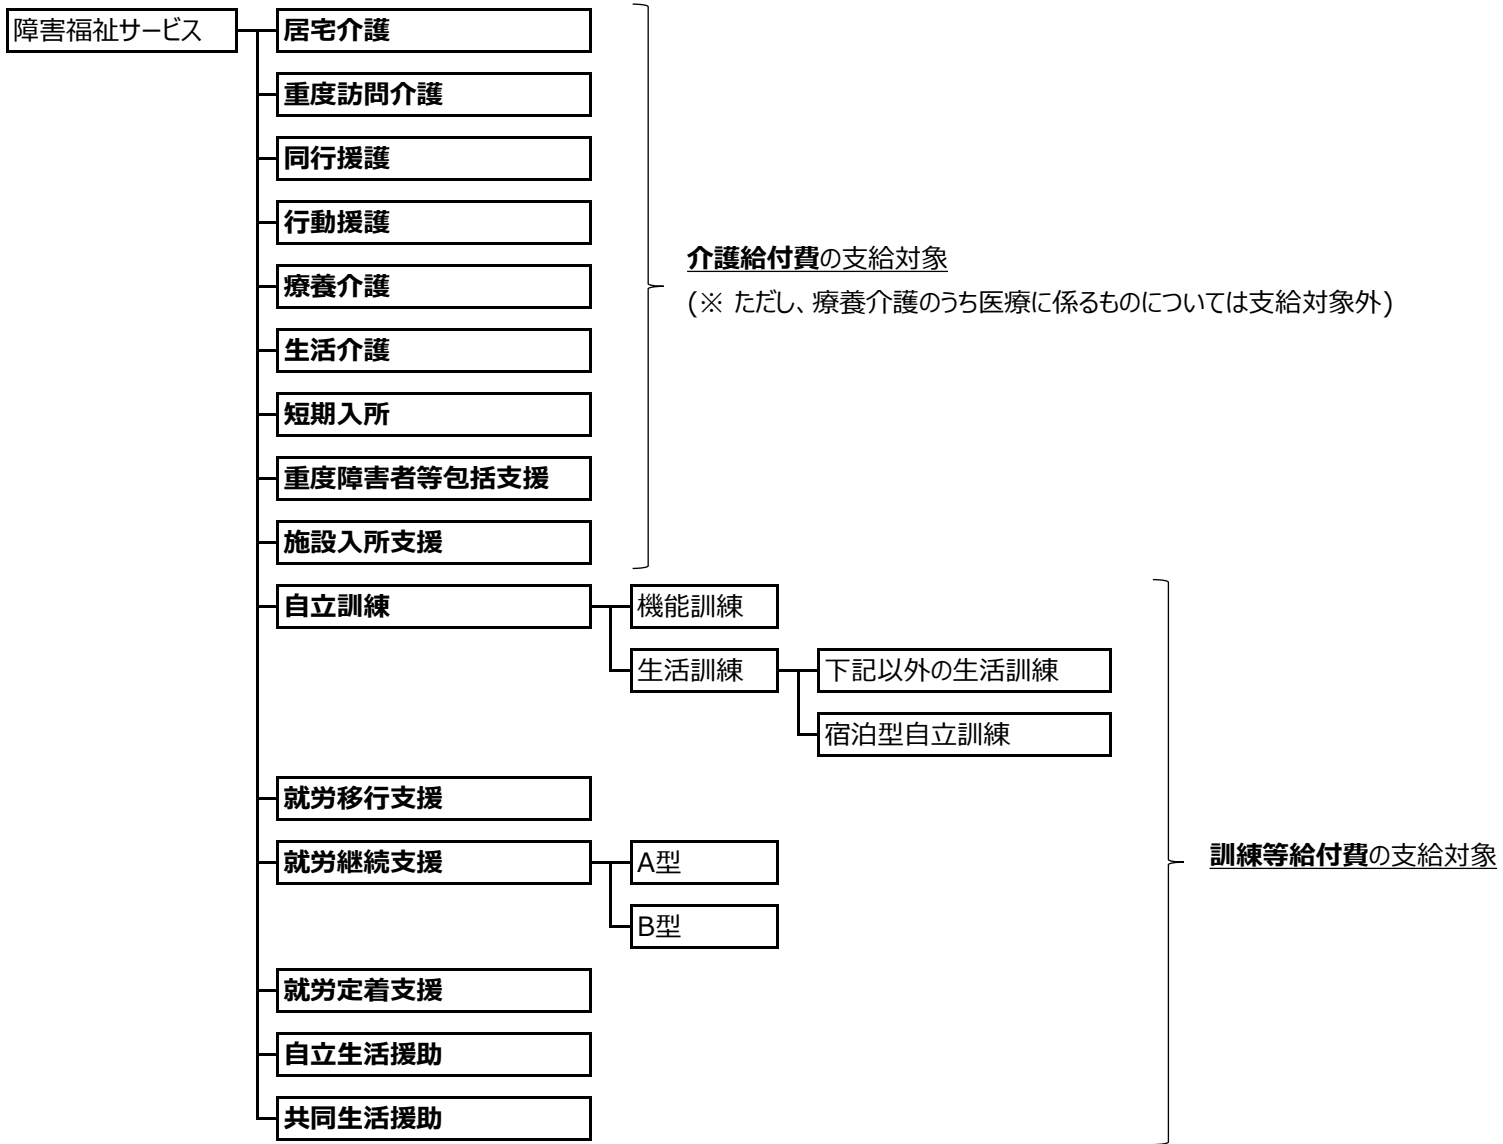 障害福祉サービス
居宅介護
重度訪問介護
同行援護
行動援護
療養介護
生活介護
短期入所
重度障害者等包括支援
施設入所支援
介護給付費の支給対象
(※ ただし、療養介護のうち医療に係るものについては支給対象外)
自立訓練
機能訓練
生活訓練
下記以外の生活訓練
宿泊型自立訓練
就労移行支援
就労継続支援
A型
B型
就労定着支援
自立生活援助
共同生活援助
訓練等給付費の支給対象